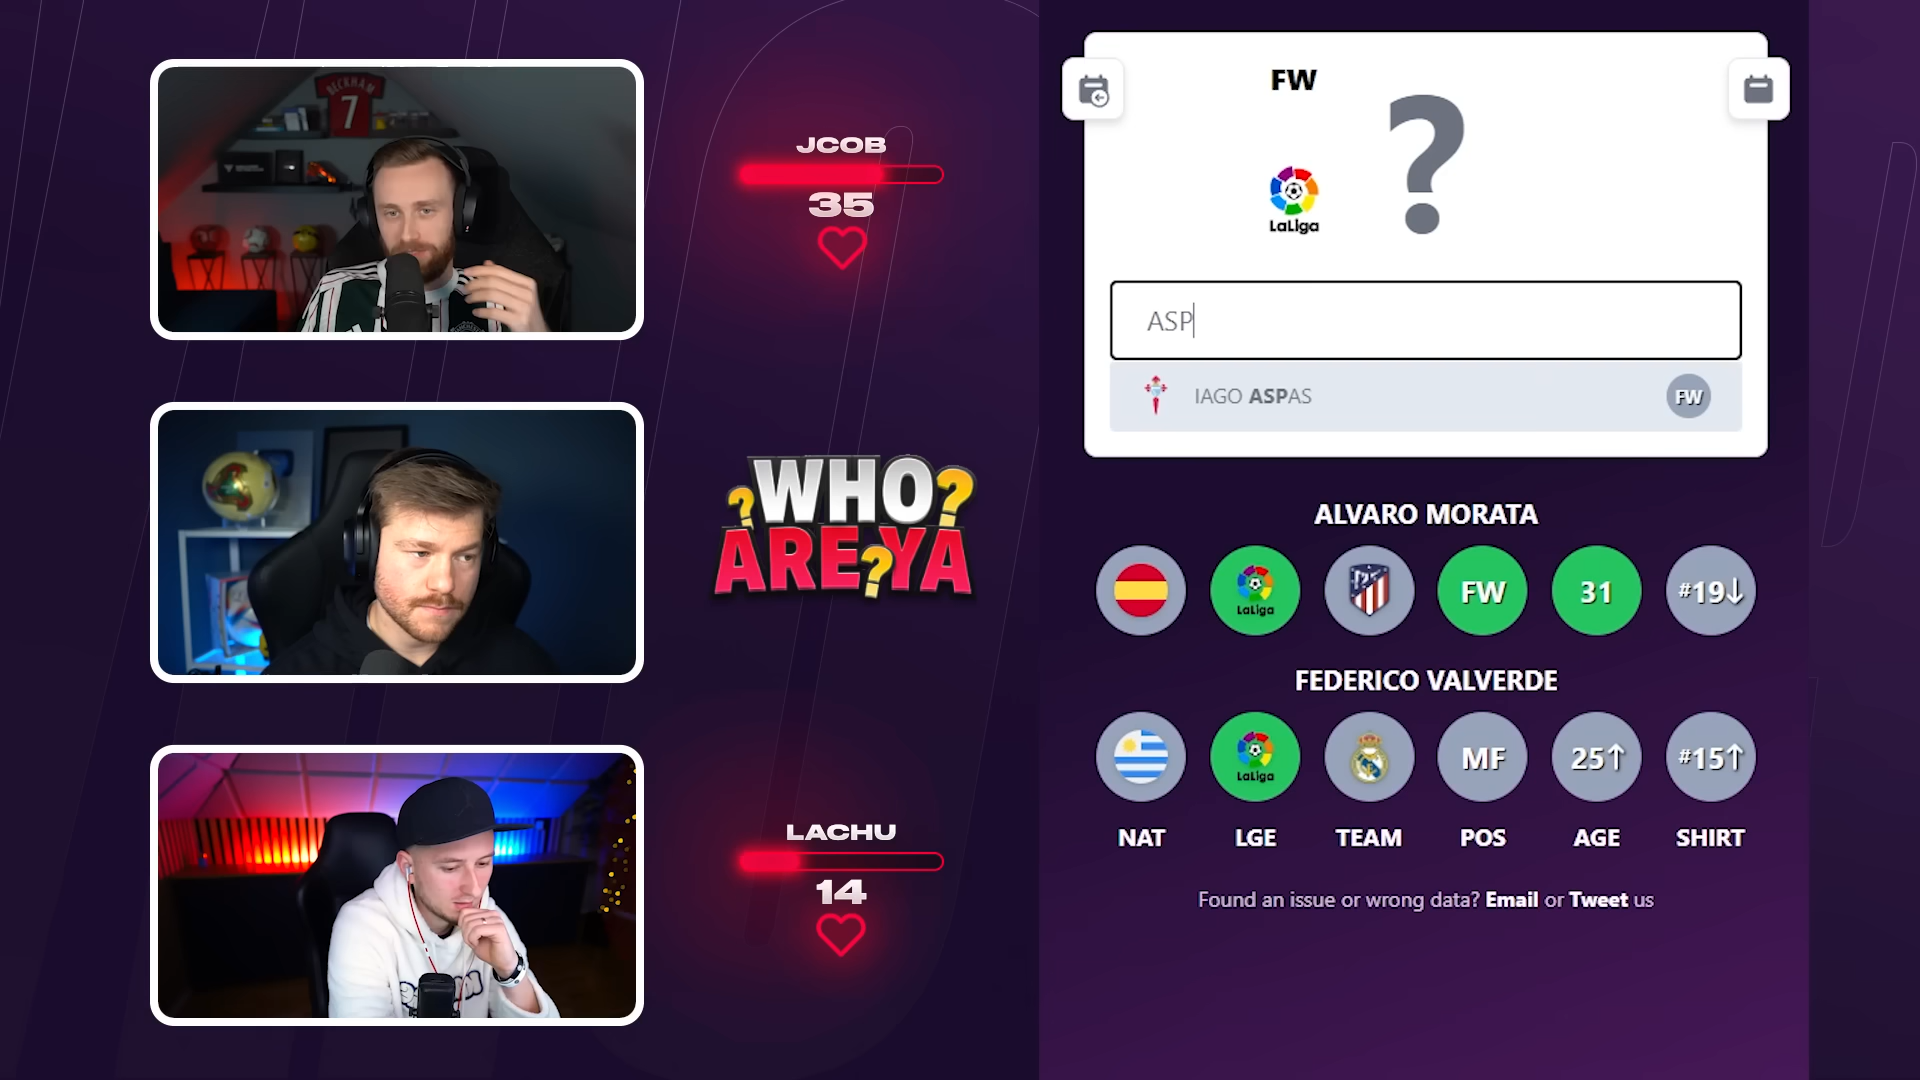 BECKHAM
7
JCOB
35
WHO?
?
ARE?YA
LACHU
14
FW
LaLiga
?
ASP
IAGO ASPAS
FW
ALVARO MORATA
LaLiga
FW
31
#19↓
FEDERICO VALVERDE
LaLiga
MF
25↑
#15↑
NAT
LGE
TEAM
POS
AGE
SHIRT
Found an issue or wrong data? Email or Tweet us